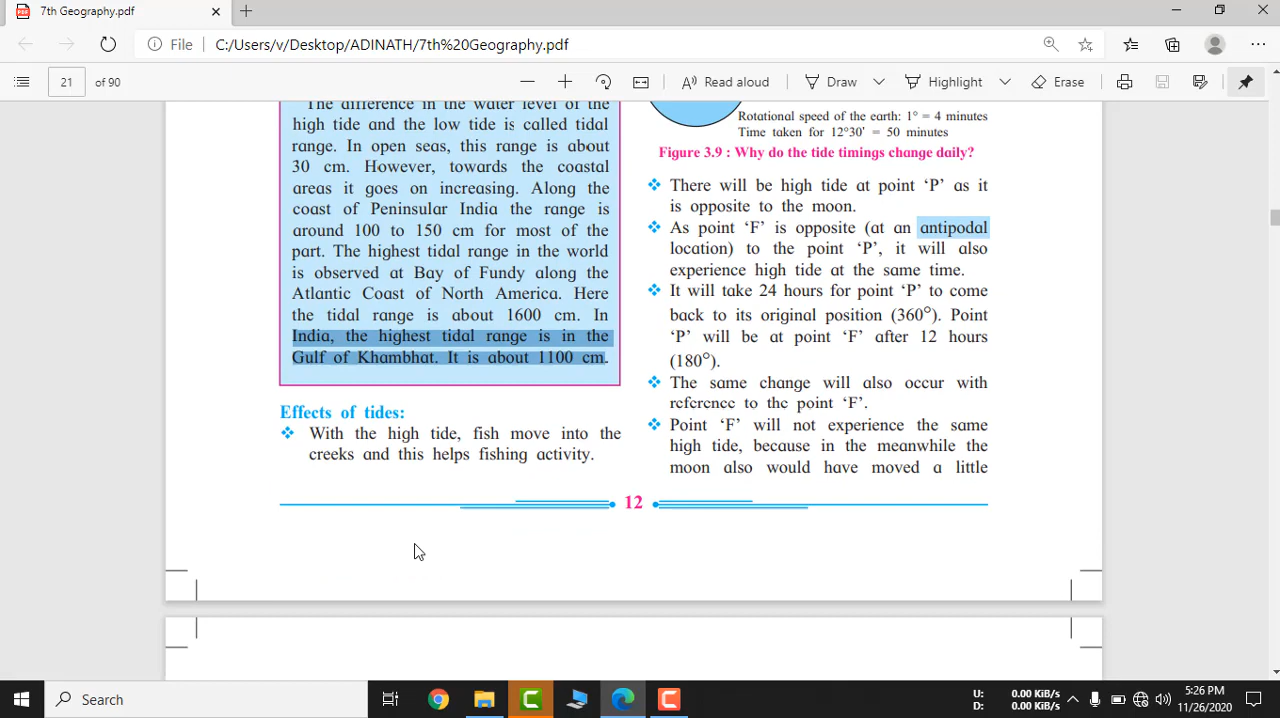 7th Geography.pdf
File
C:/Users/v/Desktop/ADINATH/7th%20Geography.pdf
21 of 90
Read aloud
Draw
Highlight
Erase
The difference in the water level of the
high tide and the low tide is called tidal
range. In open seas, this range is about
30 cm. However, towards the coastal
areas it goes on increasing. Along the
coast of Peninsular India the range is
around 100 to 150 cm for most of the
part. The highest tidal range in the world
is observed at Bay of Fundy along the
Atlantic Coast of North America. Here
the tidal range is about 1600 cm. In
India, the highest tidal range is in the
Gulf of Khambhat. It is about 1100 cm.
Effects of tides:
❖ With the high tide, fish move into the
creeks and this helps fishing activity.
Rotational speed of the earth: 1° = 4 minutes
Time taken for 12°30' = 50 minutes
Figure 3.9 : Why do the tide timings change daily?
❖ There will be high tide at point ‘P’ as it
is opposite to the moon.
❖ As point ‘F’ is opposite (at an antipodal
location) to the point ‘P’, it will also
experience high tide at the same time.
❖ It will take 24 hours for point ‘P’ to come
back to its original position (360°). Point
‘P’ will be at point ‘F’ after 12 hours
(180°).
❖ The same change will also occur with
reference to the point ‘F’.
❖ Point ‘F’ will not experience the same
high tide, because in the meanwhile the
moon also would have moved a little
12
Search
U: 0.00 KiB/s
D: 0.00 KiB/s
5:26 PM
11/26/2020